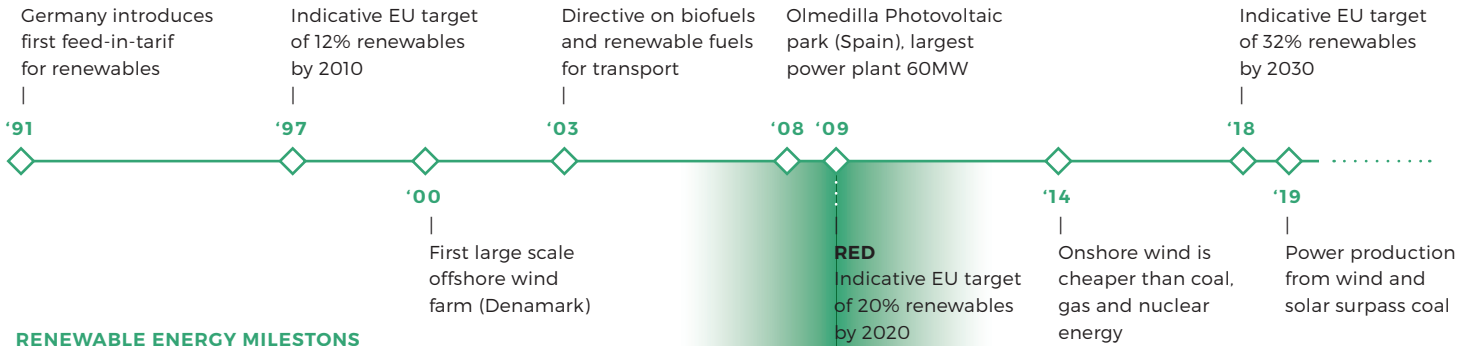 Germany introduces
first feed-in-tarif
for renewables
Indicative EU target
of 12% renewables
by 2010
Directive on biofuels
and renewable fuels
for transport
Olmedilla Photovoltaic
park (Spain), largest
power plant 60MW
Indicative EU target
of 32% renewables
by 2030
‘91
‘97
‘03
‘08
‘09
‘18
‘00
‘14
‘19
First large scale
offshore wind
farm (Denamark)
RED
Indicative EU target
of 20% renewables
by 2020
Onshore wind is
cheaper than coal,
gas and nuclear
energy
Power production
from wind and
solar surpass coal
RENEWABLE ENERGY MILESTONS